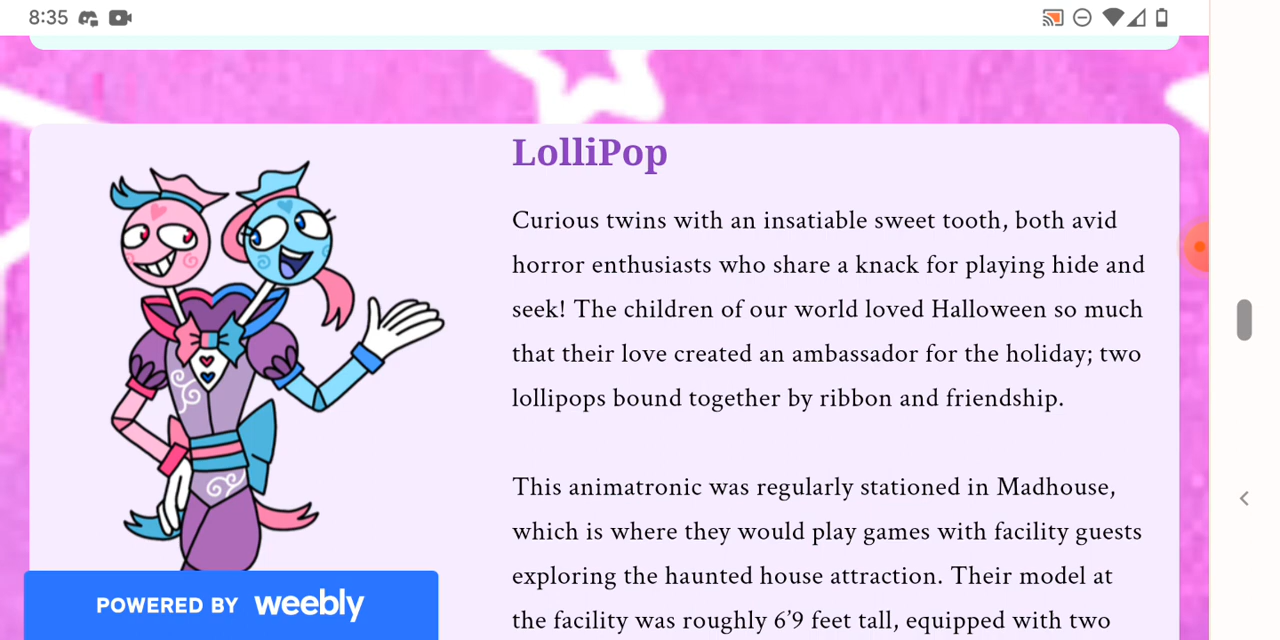 8:35
LolliPop
Curious twins with an insatiable sweet tooth, both avid
horror enthusiasts who share a knack for playing hide and
seek! The children of our world loved Halloween so much
that their love created an ambassador for the holiday; two
lollipops bound together by ribbon and friendship.
This animatronic was regularly stationed in Madhouse,
which is where they would play games with facility guests
exploring the haunted house attraction. Their model at
the facility was roughly 6’9 feet tall, equipped with two
POWERED BY weebly